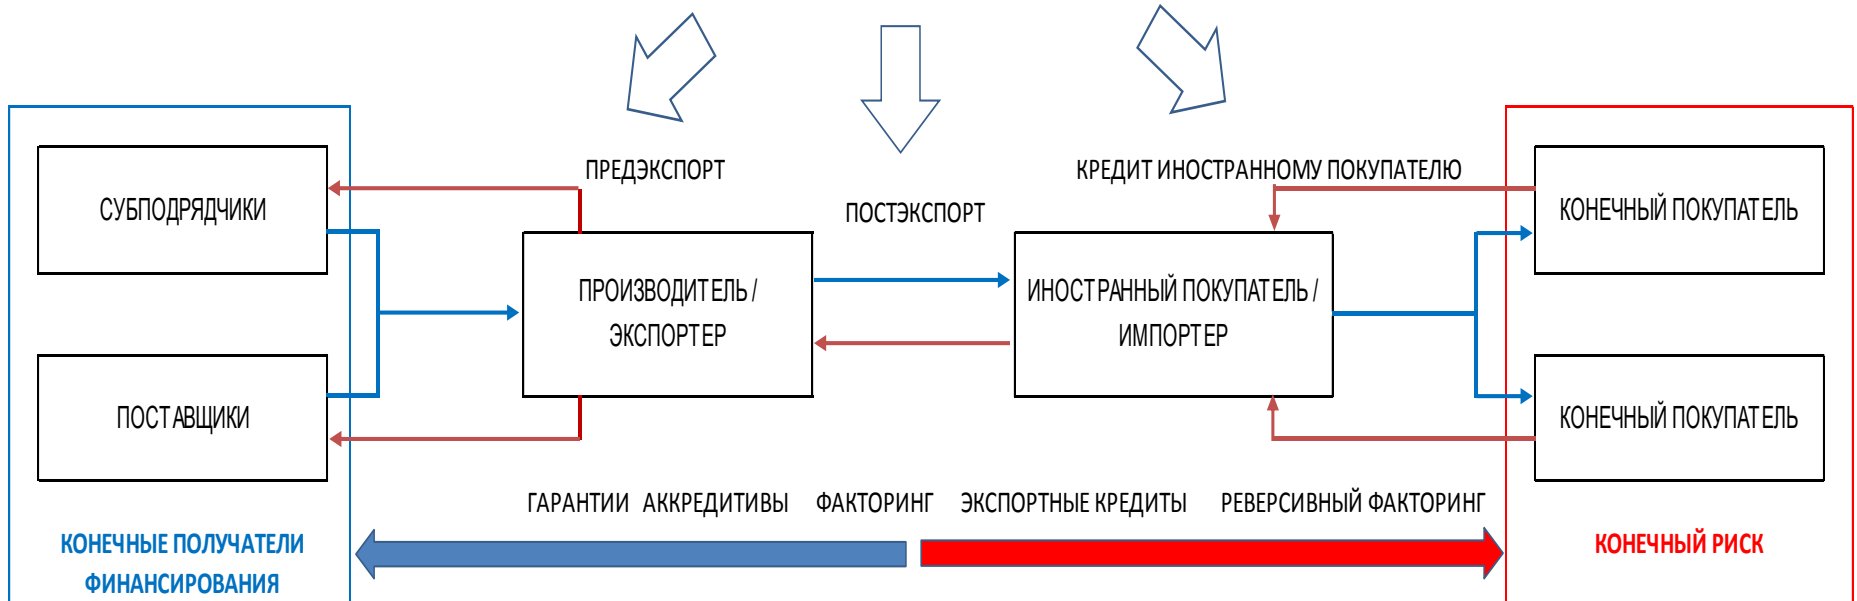 ПРЕДЭКСПОРТ
КРЕДИТ ИНОСТРАННОМУ ПОКУПАТЕЛЮ
СУБПОДРЯДЧИКИ
ПОСТЭКСПОРТ
КОНЕЧНЫЙ ПОКУПАТЕЛЬ
ПРОИЗВОДИТЕЛЬ /
ЭКСПОРТЕР
ИНОСТРАННЫЙ ПОКУПАТЕЛЬ /
ИМПОРТЕР
ПОСТАВЩИКИ
КОНЕЧНЫЙ ПОКУПАТЕЛЬ
ГАРАНТИИ АККРЕДИТИВЫ ФАКТОРИНГ ЭКСПОРТНЫЕ КРЕДИТЫ РЕВЕРСИВНЫЙ ФАКТОРИНГ
КОНЕЧНЫЕ ПОЛУЧАТЕЛИ
ФИНАНСИРОВАНИЯ
КОНЕЧНЫЙ РИСК